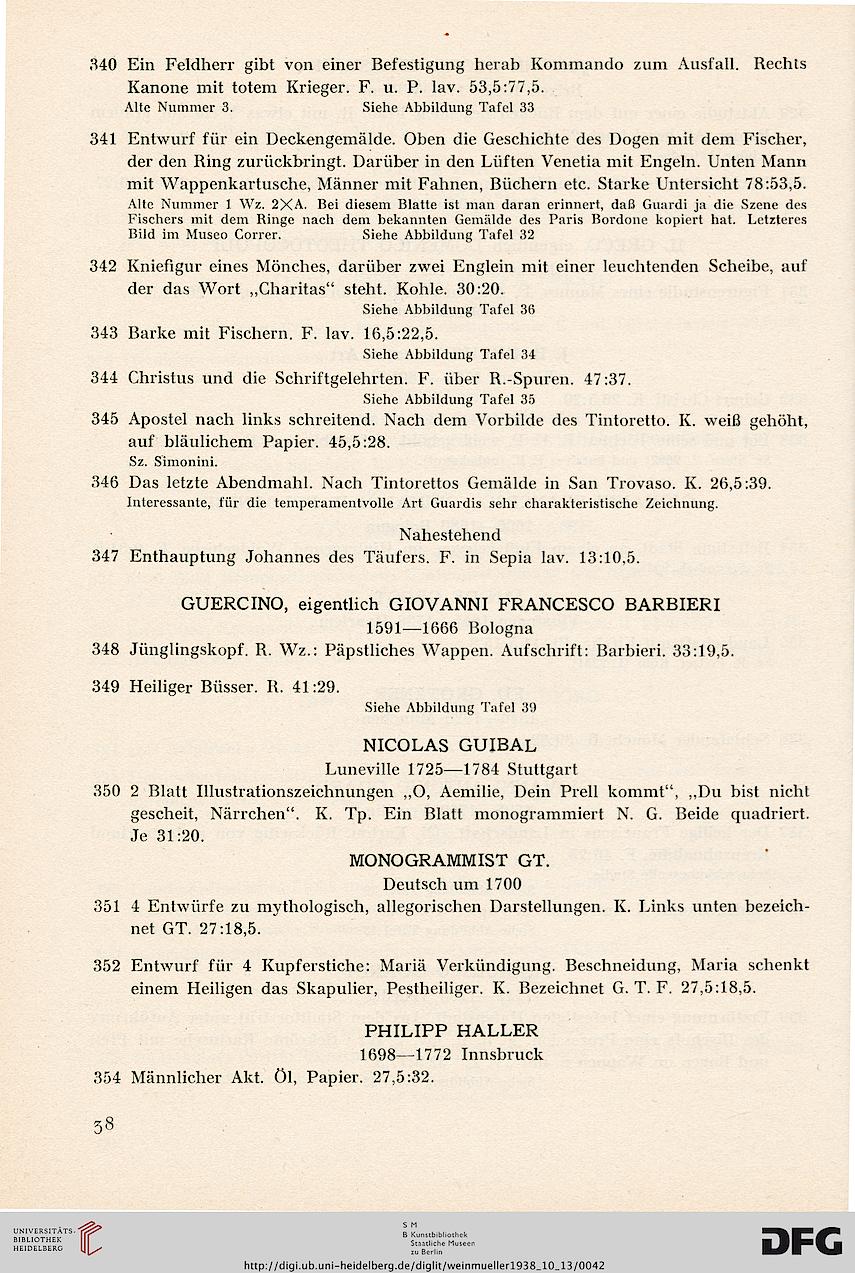 340 Ein Feldherr gibt von einer Befestigung herab Kommando zum Ausfall. Rechts
Kanone mit totem Krieger. F. u. P. lav. 53,5:77,5.
Alte Nummer 3. Siehe Abbildung Tafel 33
341 Entwurf für ein Deckengemälde. Oben die Geschichte des Dogen mit dem Fischer,
der den Ring zurückbringt. Darüber in den Lüften Venetia mit Engeln. Unten Mann
mit Wappenkartusche, Männer mit Fahnen, Büchern etc. Starke Untersicht 78:53,5.
Alte Nummer 1 Wz. 2XA. Bei diesem Blatte ist man daran erinnert, daß Guardi ja die Szene des
Fischers mit dem Ringe nach dem bekannten Gemälde des Paris Bordone kopiert hat. Letzteres
Bild im Museo Correr. Siehe Abbildung Tafel 32
342 Kniefigur eines Mönches, darüber zwei Englein mit einer leuchtenden Scheibe, auf
der das Wort „Charitas“ steht. Kohle. 30:20.
Siehe Abbildung Tafel 36
343 Barke mit Fischern. F. lav. 16,5:22,5.
Siehe Abbildung Tafel 34
344 Christus und die Schriftgelehrten. F. über R.-Spuren. 47:37.
Siehe Abbildung Tafel 35
345 Apostel nach links schreitend. Nach dem Vorbilde des Tintoretto. K. weiß gehöht,
auf bläulichem Papier. 45,5:28.
Sz. Simonini.
346 Das letzte Abendmahl. Nach Tintorettos Gemälde in San Trovaso. K. 26,5:39.
Interessante, für die temperamentvolle Art Guardis sehr charakteristische Zeichnung.
Nahestehend
347 Enthauptung Johannes des Täufers. F. in Sepia lav. 13:10,5.
GUERCINO, eigentlich GIOVANNI FRANCESCO BARBIERI
1591—1666 Bologna
348 Jünglingskopf. R. Wz.: Päpstliches Wappen. Aufschrift: Barbieri. 33:19,5.
349 Heiliger Büsser. R. 41:29.
Siehe Abbildung Tafel 39
NICOLAS GUIBAL
Luneville 1725—1784 Stuttgart
350 2 Blatt Illustrationszeichnungen „O, Aemilie, Dein Prell kommt“, „Du bist nicht
gescheit, Närrchen“. K. Tp. Ein Blatt monogrammiert N. G. Beide quadriert.
Je 31:20.
MONOGRAMMIST GT.
Deutsch um 1700
351 4 Entwürfe zu mythologisch, allegorischen Darstellungen. K. Links unten bezeich-
net GT. 27:18,5.
352 Entwurf für 4 Kupferstiche: Mariä Verkündigung. Beschneidung, Maria schenkt
einem Heiligen das Skapulier, Pestheiliger. K. Bezeichnet G. T. F. 27,5:18,5.
PHILIPP HALLER
1698—1772 Innsbruck
354 Männlicher Akt. Öl, Papier. 27,5:32.
38
UNIVERSITÄTS-
BIBLIOTHEK
HEIDELBERG
S M
B Kunstbibliothek
Staatliche Museen
zu Berlin
DFG
http://digi.ub.uni-heidelberg.de/diglit/weinmueller1938_10_13/0042